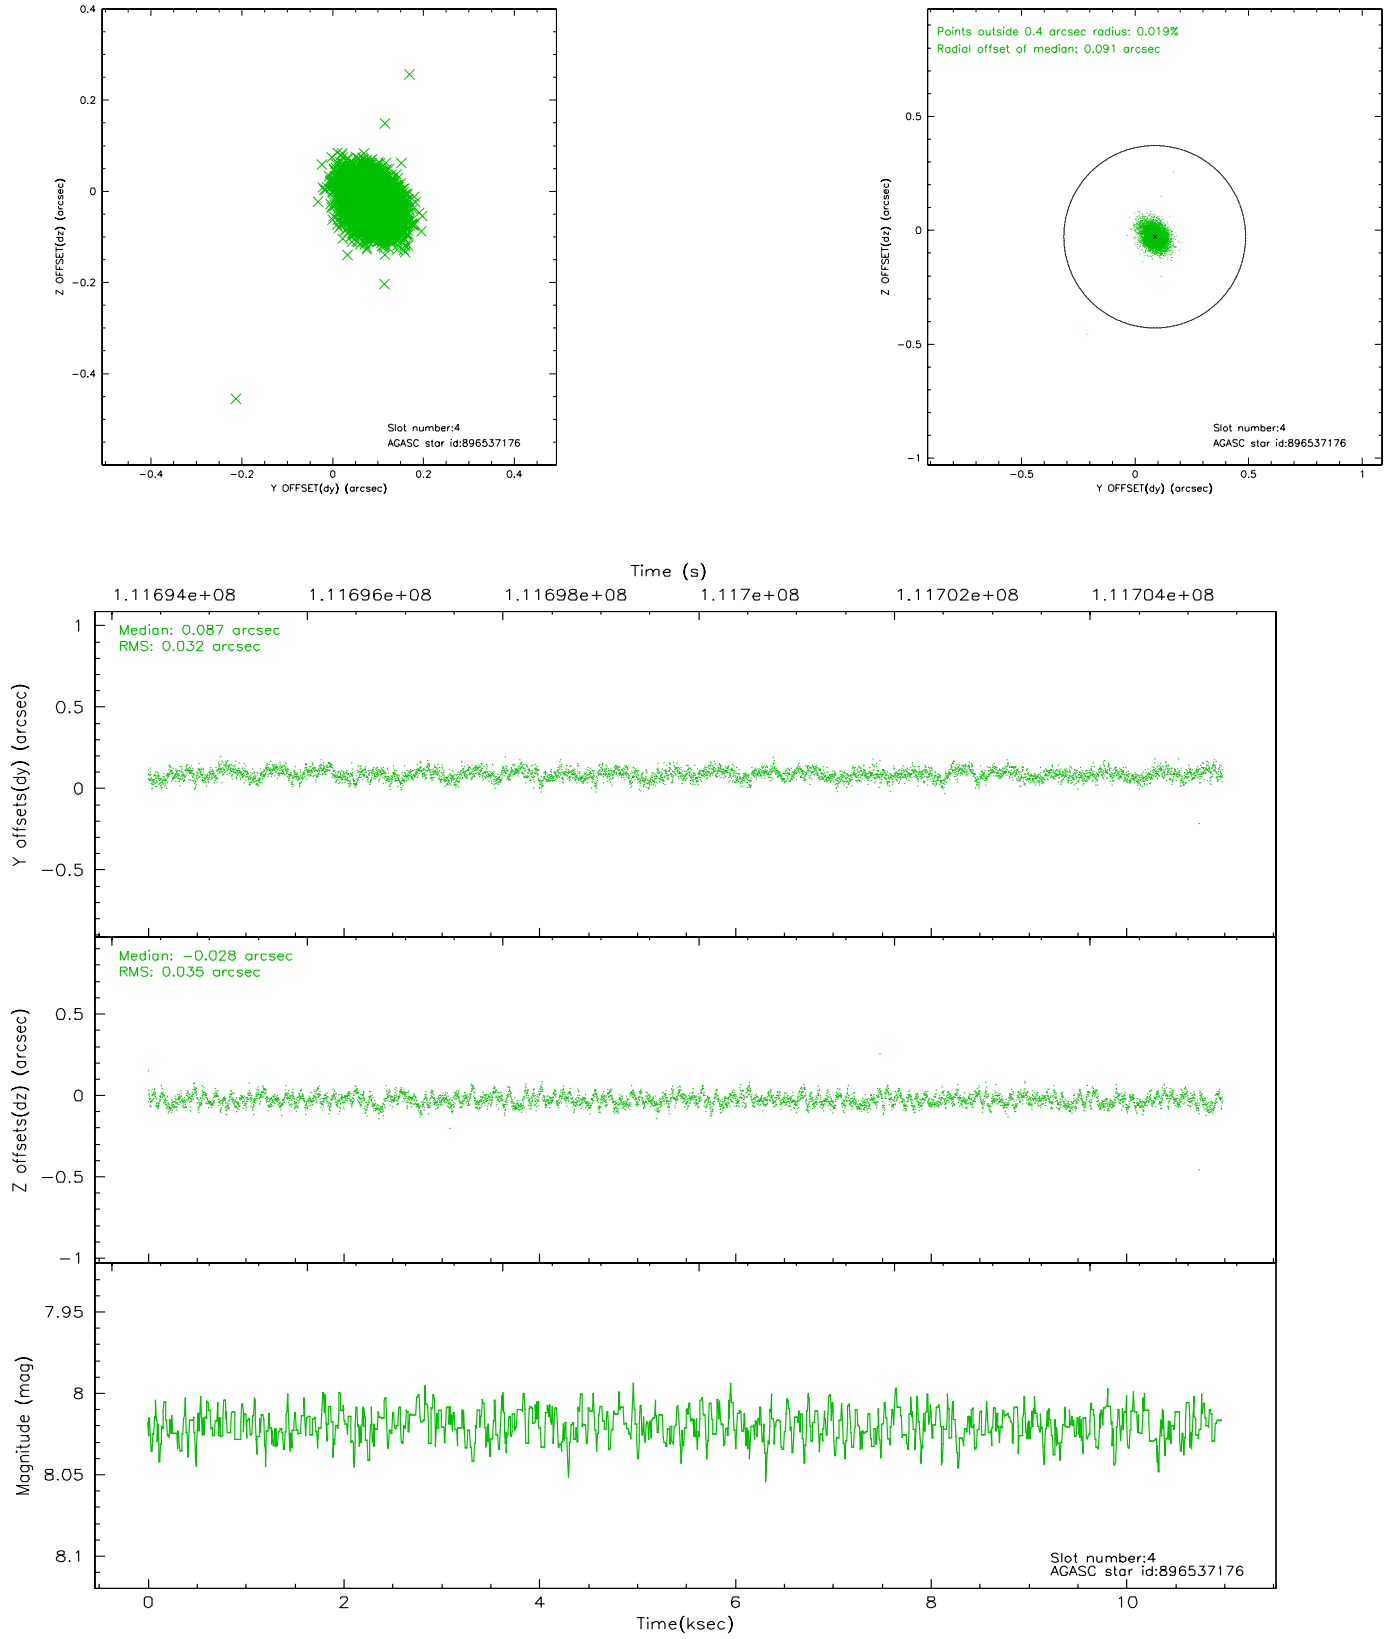 0.4
0.2
0
−0.2
−0.4
Z OFFSET(dz) (arcsec)
Slot number:4
AGASC star id:896537176
−0.4 −0.2 0 0.2 0.4
Y OFFSET(dy) (arcsec)
Points outside 0.4 arcsec radius: 0.019%
Radial offset of median: 0.091 arcsec
0.5
0
−0.5
−1
Z OFFSET(dz) (arcsec)
Slot number:4
AGASC star id:896537176
−0.5 0 0.5 1
Y OFFSET(dy) (arcsec)
Time (s)
1.11694e+08 1.11696e+08 1.11698e+08 1.117e+08 1.11702e+08 1.11704e+08
Median: 0.087 arcsec
RMS: 0.032 arcsec
1
0.5
0
−0.5
Y offsets(dy) (arcsec)
Median: −0.028 arcsec
RMS: 0.035 arcsec
0.5
0
−0.5
−1
Z offsets(dz) (arcsec)
7.95
8
8.05
8.1
Magnitude (mag)
Slot number:4
AGASC star id:896537176
0 2 4 6 8 10
Time(ksec)